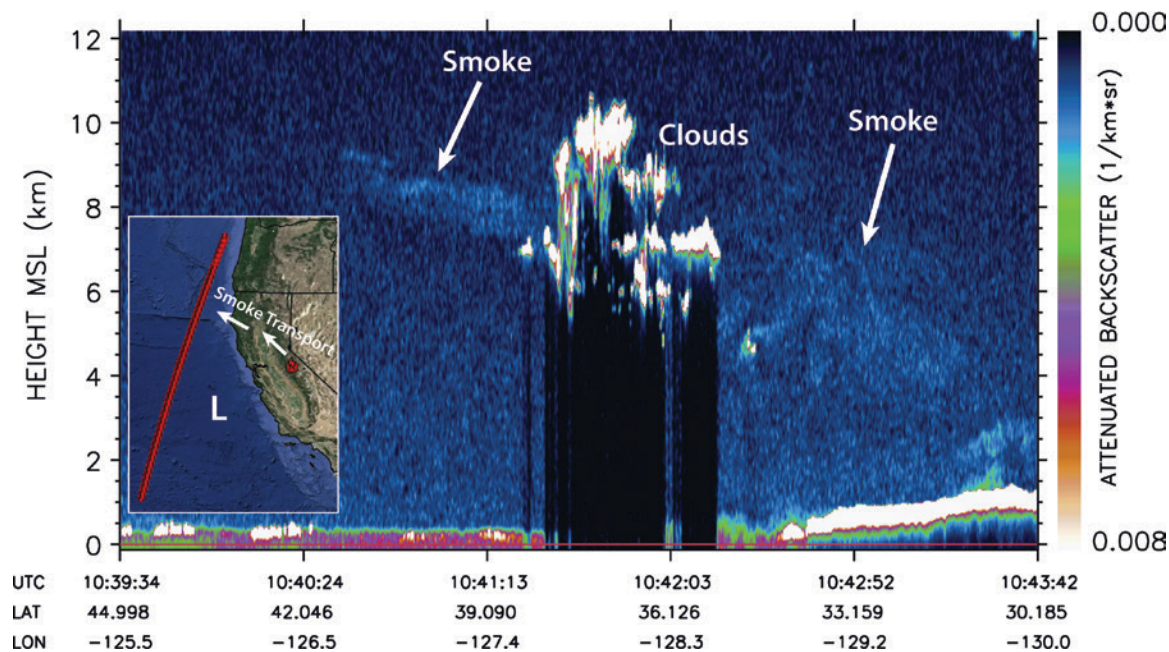 HEIGHT MSL (km)
12
10
8
6
4
2
0
Smoke
Clouds
Smoke
Smoke Transport
L
0.000
ATTENUATED BACKSCATTER (1/km*sr)
0.008
UTC 10:39:34 10:40:24 10:41:13 10:42:03 10:42:52 10:43:42
LAT 44.998 42.046 39.090 36.126 33.159 30.185
LON −125.5 −126.5 −127.4 −128.3 −129.2 −130.0